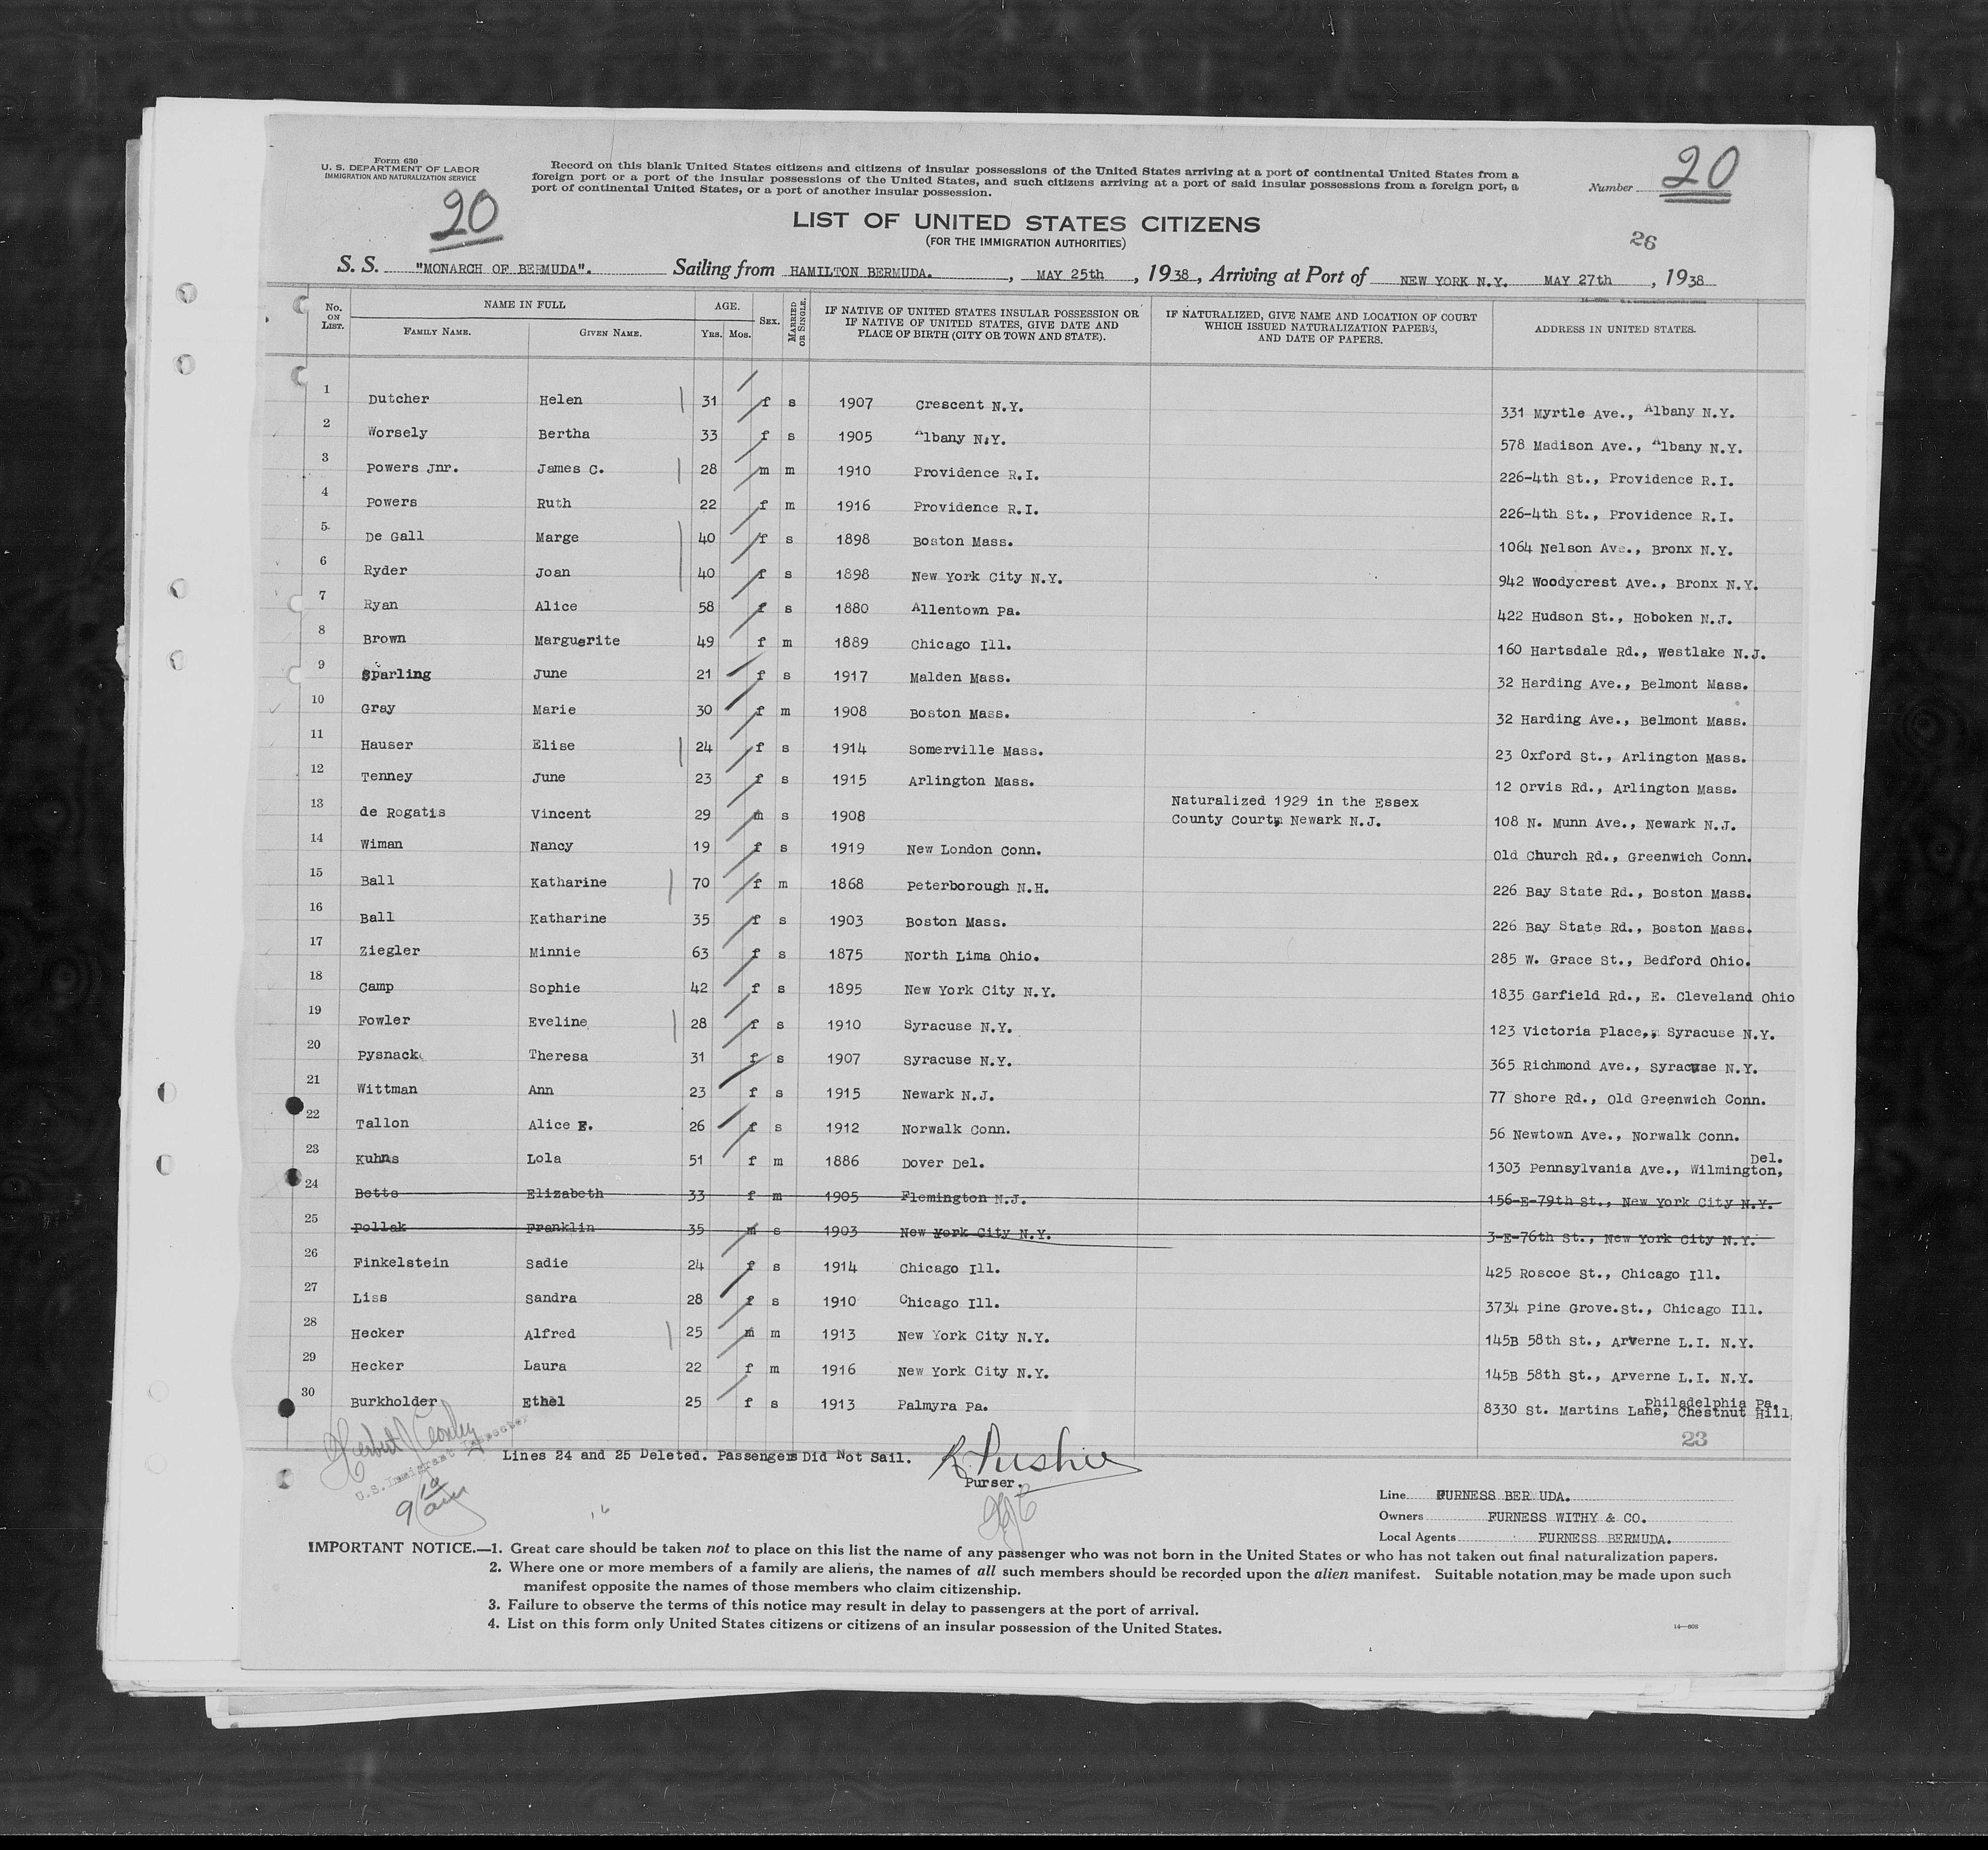 Form 630
U. S. DEPARTMENT OF LABOR
IMMIGRATION AND NATURALIZATION SERVICE
Record on this blank United States citizens and citizens of insular possessions of the United States arriving at a port of continental United States from a
foreign port or a port of the insular possessions of the United States, and such citizens arriving at a port of said insular possessions from a foreign port, a
port of continental United States, or a port of another insular possession.
Number 20
20
LIST OF UNITED STATES CITIZENS
(FOR THE IMMIGRATION AUTHORITIES)
26
S. S. "MONARCH OF BERMUDA". Sailing from HAMILTON BERMUDA. , MAY 25th , 1938 , Arriving at Port of NEW YORK N.Y. MAY 27th , 1938
No. ON LIST. NAME IN FULL FAMILY NAME. GIVEN NAME. AGE. YRS. MOS. SEX. MARRIED OR SINGLE. IF NATIVE OF UNITED STATES INSULAR POSSESSION OR IF NATIVE OF UNITED STATES, GIVE DATE AND PLACE OF BIRTH (CITY OR TOWN AND STATE). IF NATURALIZED, GIVE NAME AND LOCATION OF COURT WHICH ISSUED NATURALIZATION PAPERS, AND DATE OF PAPERS. ADDRESS IN UNITED STATES.
1 Dutcher Helen 31 f s 1907 Crescent N.Y. 331 Myrtle Ave., Albany N.Y.
2 Worsely Bertha 33 f s 1905 Albany N.Y. 578 Madison Ave., Albany N.Y.
3 Powers Jnr. James C. 28 m m 1910 Providence R.I. 226-4th St., Providence R.I.
4 Powers Ruth 22 f m 1916 Providence R.I. 226-4th St., Providence R.I.
5 De Gall Marge 40 f s 1898 Boston Mass. 1064 Nelson Ave., Bronx N.Y.
6 Ryder Joan 40 f s 1898 New York City N.Y. 942 Woodycrest Ave., Bronx N.Y.
7 Ryan Alice 58 f s 1880 Allentown Pa. 422 Hudson St., Hoboken N.J.
8 Brown Marguerite 49 f m 1889 Chicago Ill. 160 Hartsdale Rd., Westlake N.J.
9 Sparling June 21 f s 1917 Malden Mass. 32 Harding Ave., Belmont Mass.
10 Gray Marie 30 f m 1908 Boston Mass. 32 Harding Ave., Belmont Mass.
11 Hauser Elise 24 f s 1914 Somerville Mass. 23 Oxford St., Arlington Mass.
12 Tenney June 23 f s 1915 Arlington Mass. 12 Orvis Rd., Arlington Mass.
13 de Rogatis Vincent 29 m s 1908 Naturalized 1929 in the Essex County Court, Newark N.J. 108 N. Munn Ave., Newark N.J.
14 Wiman Nancy 19 f s 1919 New London Conn. Old Church Rd., Greenwich Conn.
15 Ball Katharine 70 f m 1868 Peterborough N.H. 226 Bay State Rd., Boston Mass.
16 Ball Katharine 35 f s 1903 Boston Mass. 226 Bay State Rd., Boston Mass.
17 Ziegler Minnie 63 f s 1875 North Lima Ohio. 285 W. Grace St., Bedford Ohio.
18 Camp Sophie 42 f s 1895 New York City N.Y. 1835 Garfield Rd., E. Cleveland Ohio
19 Fowler Eveline 28 f s 1910 Syracuse N.Y. 123 Victoria Place,, Syracuse N.Y.
20 Pysnack Theresa 31 f s 1907 Syracuse N.Y. 365 Richmond Ave., Syracuse N.Y.
21 Wittman Ann 23 f s 1915 Newark N.J. 77 Shore Rd., Old Greenwich Conn.
22 Tallon Alice E. 26 f s 1912 Norwalk Conn. 56 Newtown Ave., Norwalk Conn.
23 Kuhns Lola 51 f m 1886 Dover Del. 1303 Pennsylvania Ave., Wilmington, Del.
24 Botto Elizabeth 33 f m 1905 Flemington N.J. 156-E-79th St., New York City N.Y.
25 Pollak Franklin 35 m s 1903 New York City N.Y. 3-E-76th St., New York City N.Y.
26 Finkelstein Sadie 24 f s 1914 Chicago Ill. 425 Roscoe St., Chicago Ill.
27 Liss Sandra 28 f s 1910 Chicago Ill. 3734 Pine Grove.St., Chicago Ill.
28 Hecker Alfred 25 m m 1913 New York City N.Y. 145B 58th St., Arverne L.I. N.Y.
29 Hecker Laura 22 f m 1916 New York City N.Y. 145B 58th St., Arverne L.I. N.Y.
30 Burkholder Ethel 25 f s 1913 Palmyra Pa. 8330 St. Martins Lane, Chestnut Hill, Philadelphia Pa.
23
U.S. Immigrant Inspector
Lines 24 and 25 Deleted. Passengers Did Not Sail.
Purser.
Line FURNESS BERMUDA.
Owners FURNESS WITHY & CO.
Local Agents FURNESS BERMUDA.
IMPORTANT NOTICE.—1. Great care should be taken not to place on this list the name of any passenger who was not born in the United States or who has not taken out final naturalization papers.
2. Where one or more members of a family are aliens, the names of all such members should be recorded upon the alien manifest. Suitable notation may be made upon such
manifest opposite the names of those members who claim citizenship.
3. Failure to observe the terms of this notice may result in delay to passengers at the port of arrival.
4. List on this form only United States citizens or citizens of an insular possession of the United States.
14—608